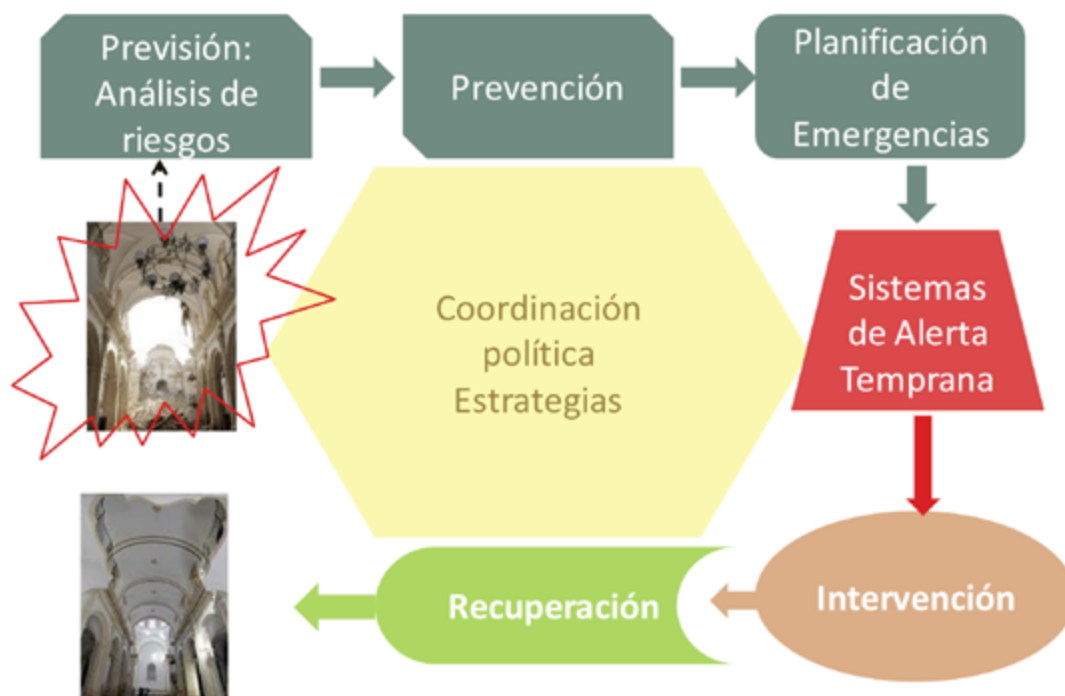 Previsión:
Análisis de
riesgos
Prevención
Planificación
de
Emergencias
Coordinación
política
Estrategias
Sistemas
de Alerta
Temprana
Recuperación
Intervención